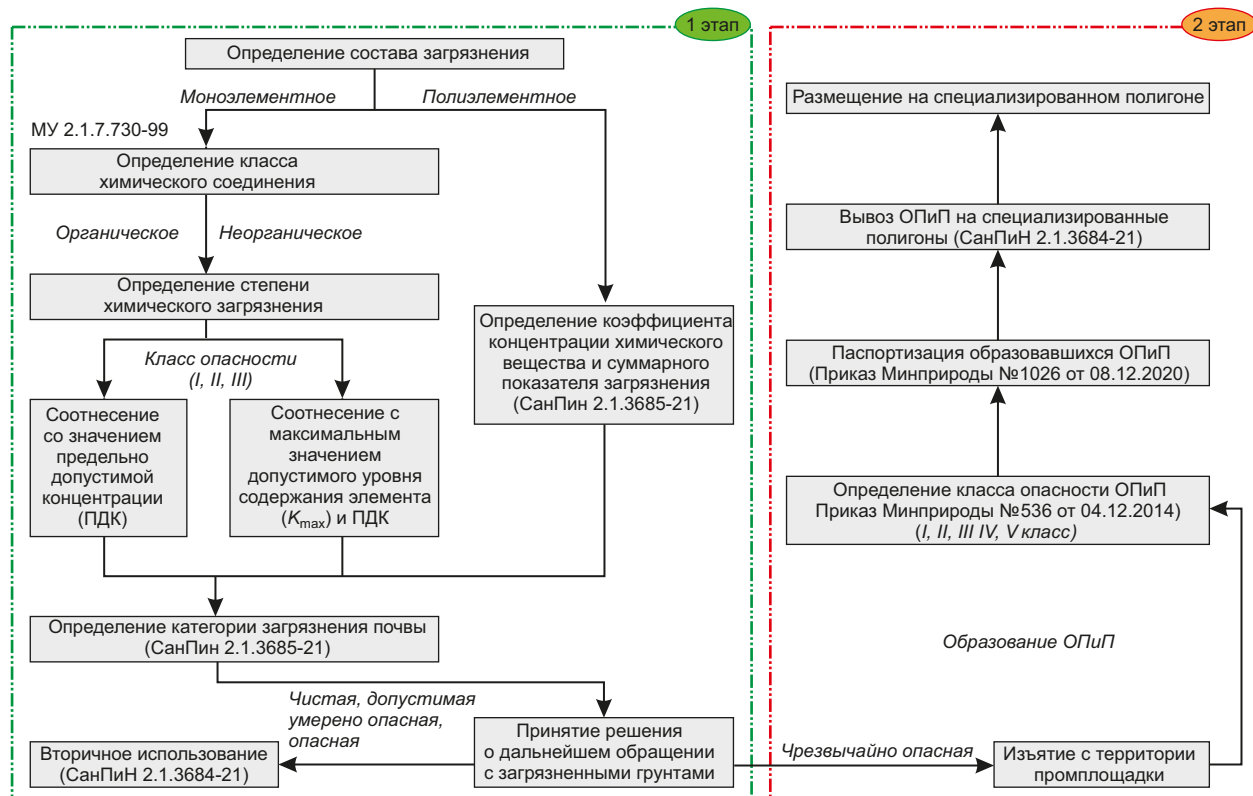 1 этап
Определение состава загрязнения
Моноэлементное
Полиэлементное
МУ 2.1.7.730-99
Определение класса
химического соединения
Органическое
Неорганическое
Определение степени
химического загрязнения
Класс опасности
(I, II, III)
Соотнесение
со значением
предельно
допустимой
концентрации
(ПДК)
Соотнесение с
максимальным
значением
допустимого уровня
содержания элемента
(Kmax) и ПДК
Определение коэффициента
концентрации химического
вещества и суммарного
показателя загрязнения
(СанПин 2.1.3685-21)
Определение категории загрязнения почвы
(СанПин 2.1.3685-21)
Чистая, допустимая
умерено опасная,
опасная
Принятие решения
о дальнейшем обращении
с загрязненными грунтами
Вторичное использование
(СанПиН 2.1.3684-21)
2 этап
Размещение на специализированном полигоне
Вывоз ОПиП на специализированные
полигоны (СанПиН 2.1.3684-21)
Паспортизация образовавшихся ОПиП
(Приказ Минприроды №1026 от 08.12.2020)
Определение класса опасности ОПиП
Приказ Минприроды №536 от 04.12.2014)
(I, II, III IV, V класс)
Образование ОПиП
Чрезвычайно опасная
Изъятие с территории
промплощадки